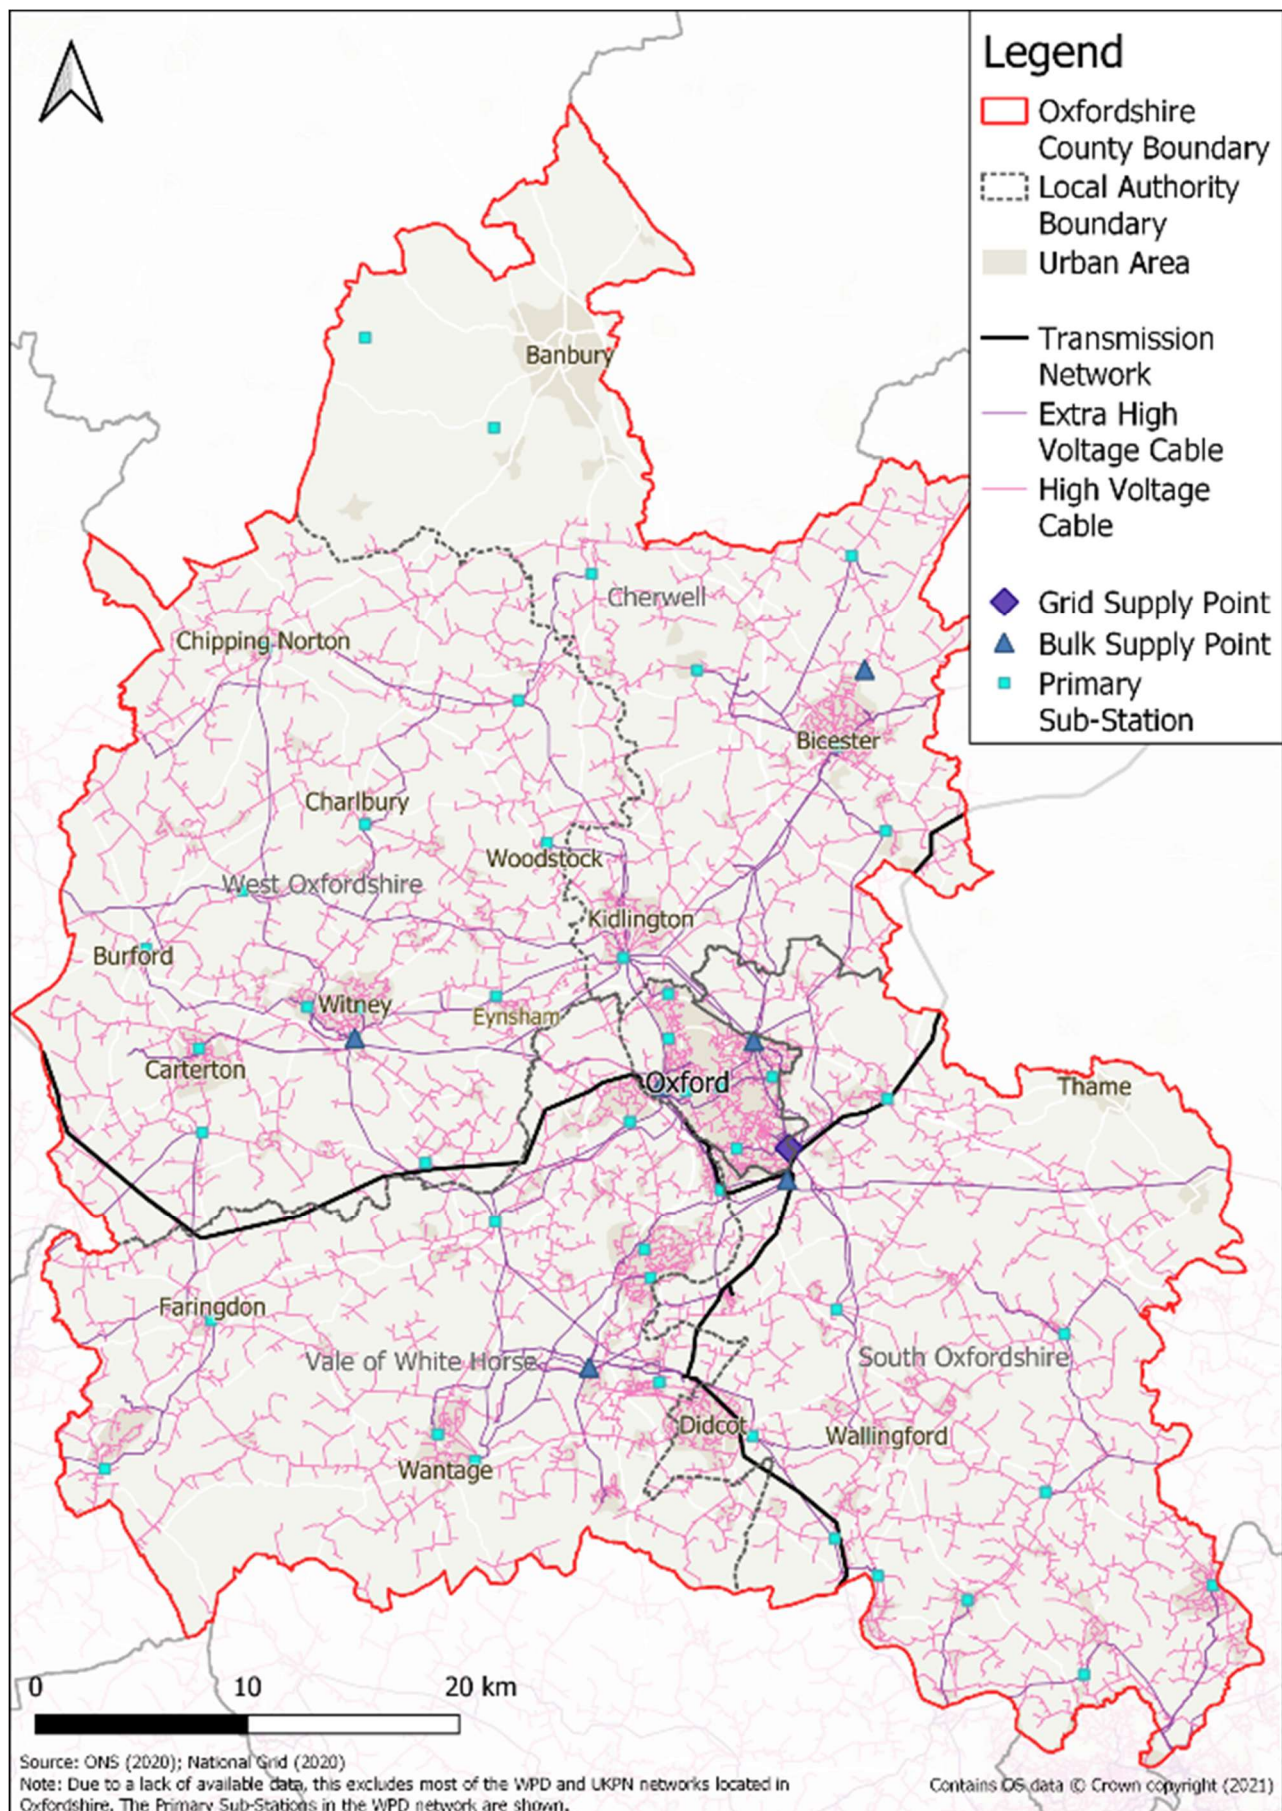 Legend
Oxfordshire
County Boundary
Local Authority
Boundary
Urban Area
Transmission
Network
Extra High
Voltage Cable
High Voltage
Cable
Grid Supply Point
Bulk Supply Point
Primary
Sub-Station
Banbury
Cherwell
Chipping Norton
Bicester
Charlbury
Woodstock
West Oxfordshire
Kidlington
Burford
Witney
Eynsham
Carterton
Oxford
Thame
Faringdon
Vale of White Horse
South Oxfordshire
Didcot
Wallingford
Wantage
0 10 20 km
Source: ONS (2020); National Grid (2020)
Note: Due to a lack of available data, this excludes most of the WPD and UKPN networks located in
Oxfordshire. The Primary Sub-Stations in the WPD network are shown.
Contains OS data © Crown copyright (2021)